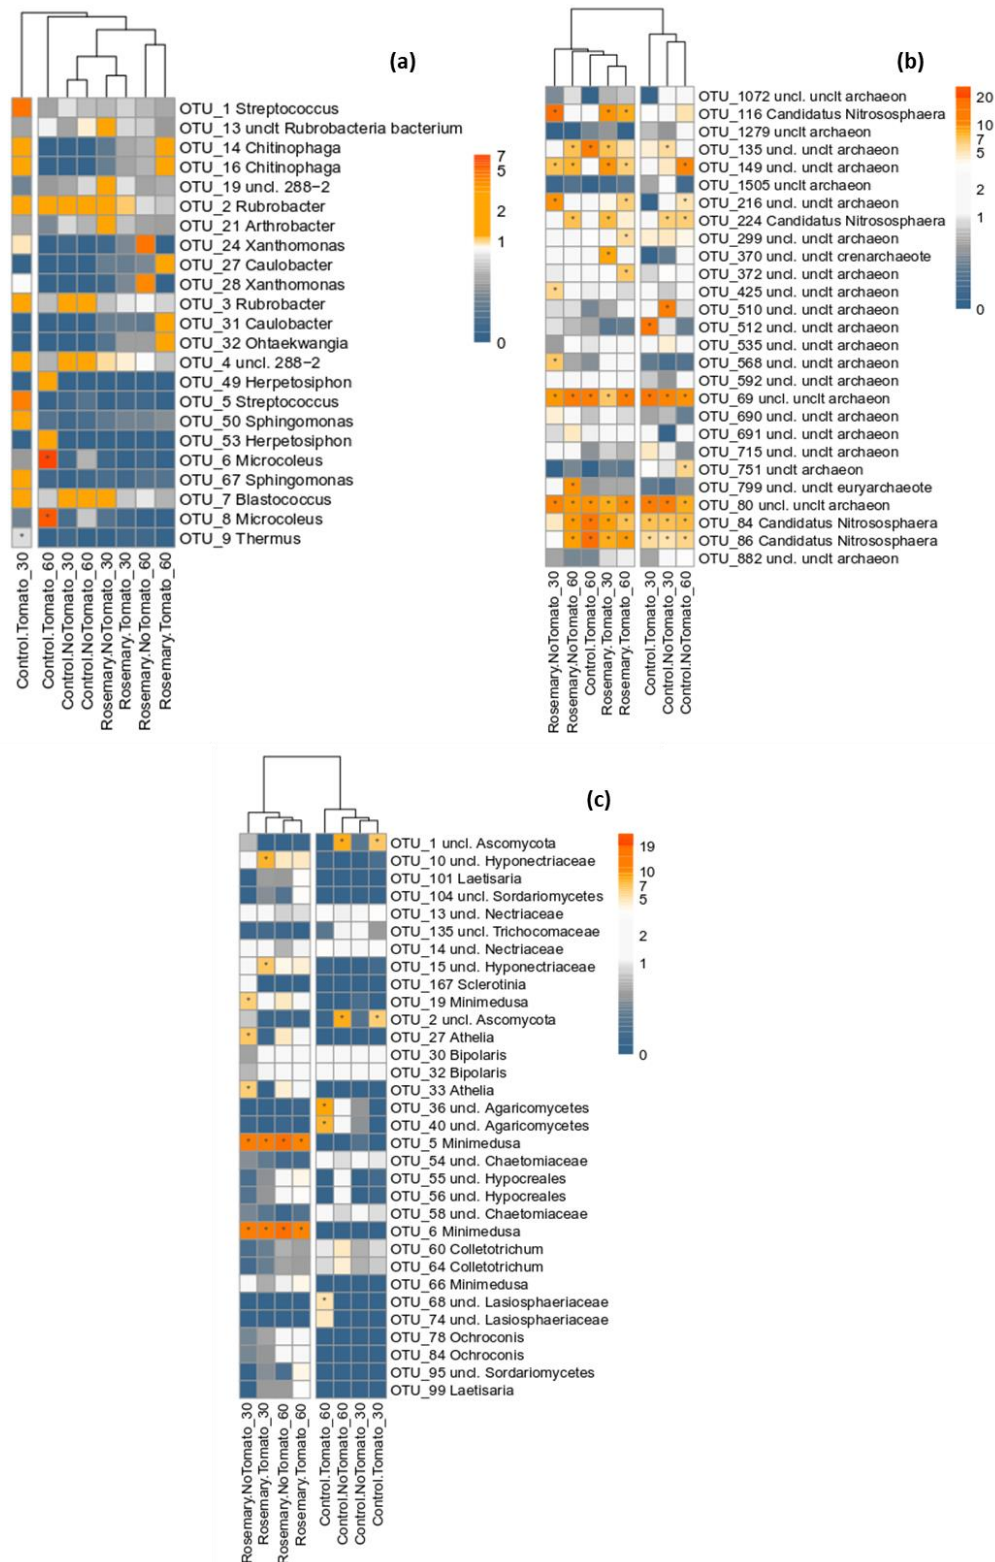 (a)
OTU_1 Streptococcus
OTU_13 unclt Rubrobacteria bacterium
OTU_14 Chitinophaga
OTU_16 Chitinophaga
OTU_19 uncl. 288−2
OTU_2 Rubrobacter
OTU_21 Arthrobacter
OTU_24 Xanthomonas
OTU_27 Caulobacter
OTU_28 Xanthomonas
OTU_3 Rubrobacter
OTU_31 Caulobacter
OTU_32 Ohtaekwangia
OTU_4 uncl. 288−2
OTU_49 Herpetosiphon
OTU_5 Streptococcus
OTU_50 Sphingomonas
OTU_53 Herpetosiphon
OTU_6 Microcoleus
OTU_67 Sphingomonas
OTU_7 Blastococcus
OTU_8 Microcoleus
OTU_9 Thermus
7
5
2
1
0
Control.Tomato_30
Control.Tomato_60
Control.NoTomato_30
Control.NoTomato_60
Rosemary.NoTomato_30
Rosemary.Tomato_30
Rosemary.NoTomato_60
Rosemary.Tomato_60
(b)
OTU_1072 uncl. unclt archaeon
OTU_116 Candidatus Nitrososphaera
OTU_1279 unclt archaeon
OTU_135 uncl. unclt archaeon
OTU_149 uncl. unclt archaeon
OTU_1505 unclt archaeon
OTU_216 uncl. unclt archaeon
OTU_224 Candidatus Nitrososphaera
OTU_299 uncl. unclt archaeon
OTU_370 uncl. unclt crenarchaeote
OTU_372 uncl. unclt archaeon
OTU_425 uncl. unclt archaeon
OTU_510 uncl. unclt archaeon
OTU_512 uncl. unclt archaeon
OTU_535 uncl. unclt archaeon
OTU_568 uncl. unclt archaeon
OTU_592 uncl. unclt archaeon
OTU_69 uncl. unclt archaeon
OTU_690 uncl. unclt archaeon
OTU_691 uncl. unclt archaeon
OTU_715 uncl. unclt archaeon
OTU_751 unclt archaeon
OTU_799 uncl. unclt euryarchaeote
OTU_80 uncl. unclt archaeon
OTU_84 Candidatus Nitrososphaera
OTU_86 Candidatus Nitrososphaera
OTU_882 uncl. unclt archaeon
20
10
7
5
2
1
0
Rosemary.NoTomato_30
Rosemary.NoTomato_60
Control.Tomato_60
Rosemary.Tomato_30
Rosemary.Tomato_60
Control.Tomato_30
Control.NoTomato_30
Control.NoTomato_60
(c)
OTU_1 uncl. Ascomycota
OTU_10 uncl. Hyponectriaceae
OTU_101 Laetisaria
OTU_104 uncl. Sordariomycetes
OTU_13 uncl. Nectriaceae
OTU_135 uncl. Trichocomaceae
OTU_14 uncl. Nectriaceae
OTU_15 uncl. Hyponectriaceae
OTU_167 Sclerotinia
OTU_19 Minimedusa
OTU_2 uncl. Ascomycota
OTU_27 Athelia
OTU_30 Bipolaris
OTU_32 Bipolaris
OTU_33 Athelia
OTU_36 uncl. Agaricomycetes
OTU_40 uncl. Agaricomycetes
OTU_5 Minimedusa
OTU_54 uncl. Chaetomiaceae
OTU_55 uncl. Hypocreales
OTU_56 uncl. Hypocreales
OTU_58 uncl. Chaetomiaceae
OTU_6 Minimedusa
OTU_60 Colletotrichum
OTU_64 Colletotrichum
OTU_66 Minimedusa
OTU_68 uncl. Lasiosphaeriaceae
OTU_74 uncl. Lasiosphaeriaceae
OTU_78 Ochroconis
OTU_84 Ochroconis
OTU_95 uncl. Sordariomycetes
OTU_99 Laetisaria
19
10
7
5
2
1
0
Rosemary.NoTomato_30
Rosemary.Tomato_30
Rosemary.NoTomato_60
Rosemary.Tomato_60
Control.Tomato_60
Control.NoTomato_60
Control.NoTomato_30
Control.Tomato_30